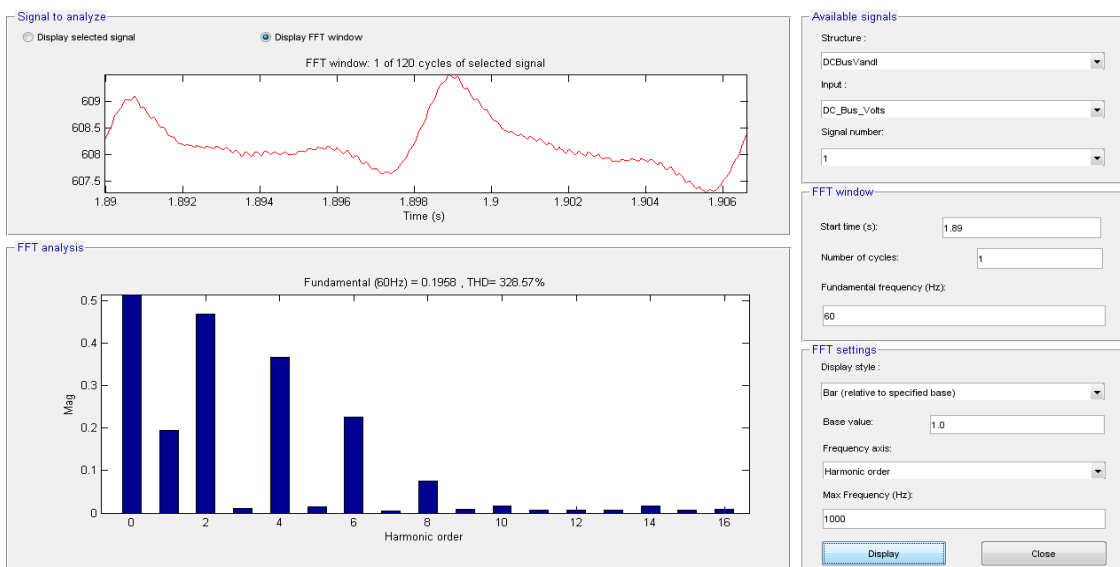 Signal to analyze
Display selected signal
Display FFT window
FFT window: 1 of 120 cycles of selected signal
609
608.5
608
607.5
1.89
1.892
1.894
1.896
1.898
1.9
1.902
1.904
1.906
Time (s)
FFT analysis
Fundamental (60Hz) = 0.1958 , THD= 328.57%
0.5
0.4
0.3
0.2
0.1
0
Mag
0
2
4
6
8
10
12
14
16
Harmonic order
Available signals
Structure :
DCBusVandI
Input :
DC_Bus_Volts
Signal number:
1
FFT window
Start time (s):
1.89
Number of cycles:
1
Fundamental frequency (Hz):
60
FFT settings
Display style :
Bar (relative to specified base)
Base value:
1.0
Frequency axis:
Harmonic order
Max Frequency (Hz):
1000
Display
Close